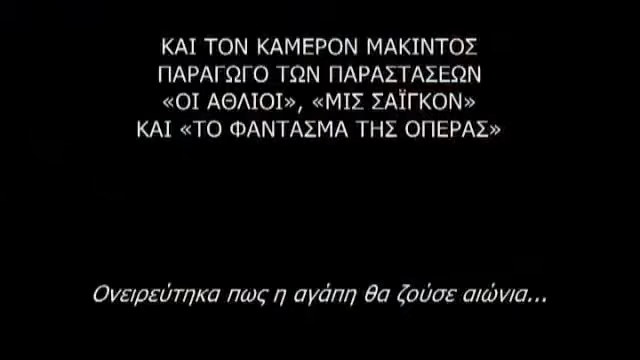 ΚΑΙ ΤΟΝ ΚΑΜΕΡΟΝ ΜΑΚΙΝΤΟΣ
ΠΑΡΑΓΩΓΟ ΤΩΝ ΠΑΡΑΣΤΑΣΕΩΝ
«ΟΙ ΑΘΛΙΟΙ», «ΜΙΣ ΣΑΪΓΚΟΝ»
ΚΑΙ «ΤΟ ΦΑΝΤΑΣΜΑ ΤΗΣ ΟΠΕΡΑΣ»
Ονειρεύτηκα πως η αγάπη θα ζούσε αιώνια...